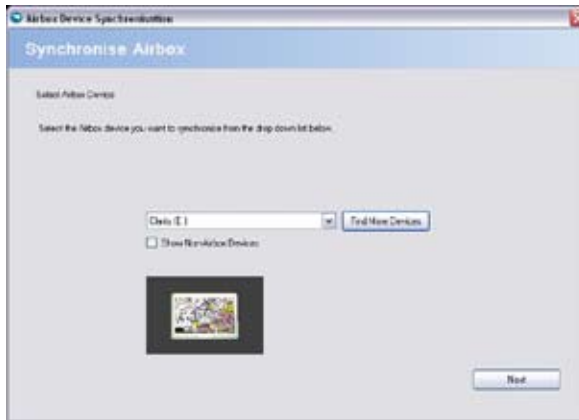 Airbox Device Synchronisation
Synchronise Airbox
Select Airbox Device
Select the Airbox device you want to synchronise from the drop down list below.
Clarity (E:)
Find More Devices
Show Non-Airbox Devices
Next